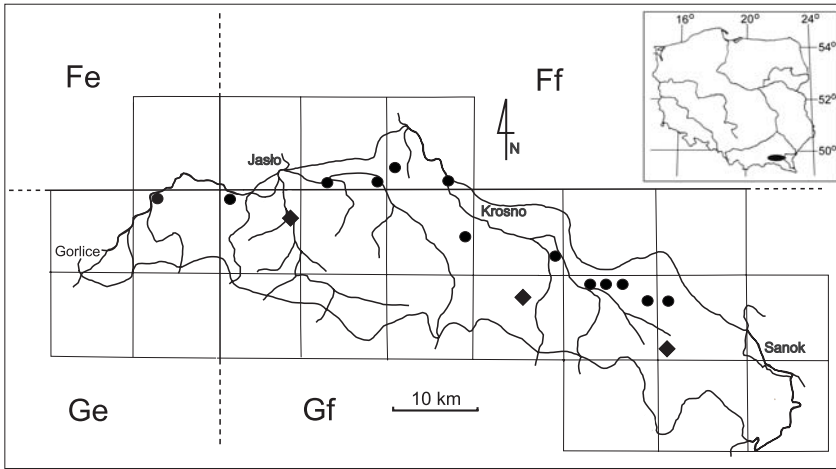 Fe
Ff
16° 20° 24°
54°
52°
50°
N
Jasło
Krosno
Gorlice
Sanok
Ge
Gf
10 km